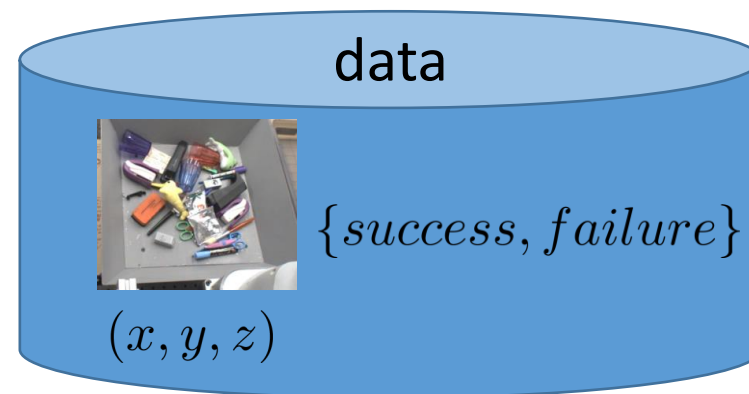 data
{success, failure}
(x, y, z)